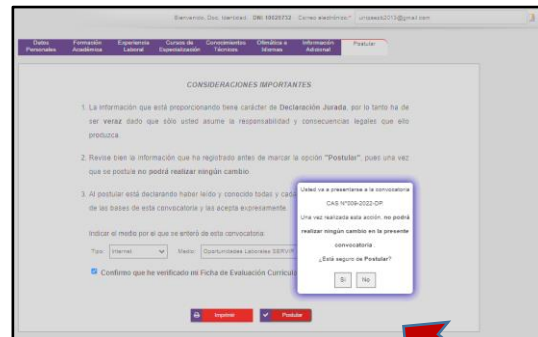 Bienvenido, Doc. Identidad: DNI Correo electrónico:*
Datos Personales
Formación Académica
Experiencia Laboral
Cursos de Especialización
Conocimientos Técnicos
Ofimática e Idiomas
Información Adicional
Postular
CONSIDERACIONES IMPORTANTES
1. La información que está proporcionando tiene carácter de Declaración Jurada, por lo tanto ha de
ser veraz dado que sólo usted asume la responsabilidad y consecuencias legales que ello
produzca.
2. Revise bien la información que ha registrado antes de marcar la opción "Postular", pues una vez
que se postule no podrá realizar ningún cambio.
3. Al postular está declarando haber leído y conocido todas y cada
de las bases de esta convocatoria y las acepta expresamente.
Indicar el medio por el que se enteró de esta convocatoria:
Tipo: Internet Medio: Oportunidades Laborales SERVIR
Confirmo que he verificado mi Ficha de Evaluación Curricu
Imprimir Postular
Usted va a presentarse a la convocatoria
CAS N°009-2022-DP
Una vez realizada esta acción, no podrá
realizar ningún cambio en la presente
convocatoria.
¿Está seguro de Postular?
Si No